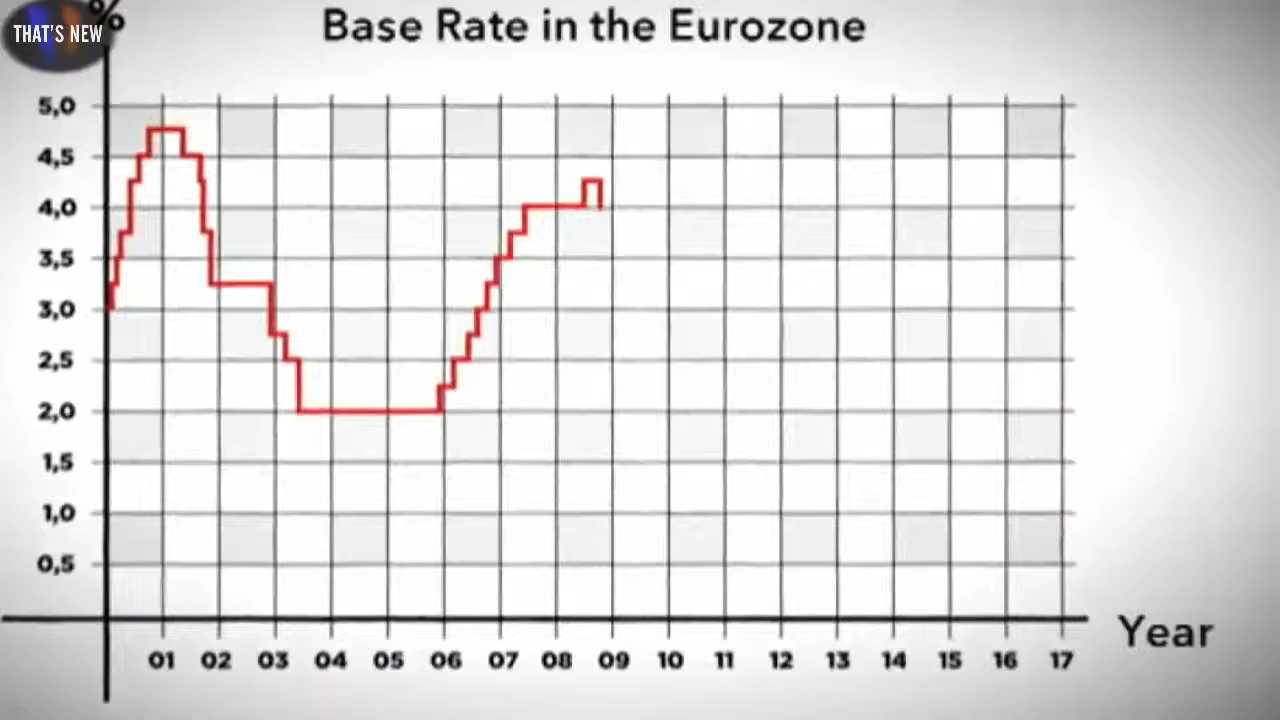 %
THAT'S NEW
Base Rate in the Eurozone
5,0
4,5
4,0
3,5
3,0
2,5
2,0
1,5
1,0
0,5
01 02 03 04 05 06 07 08 09 10 11 12 13 14 15 16 17
Year